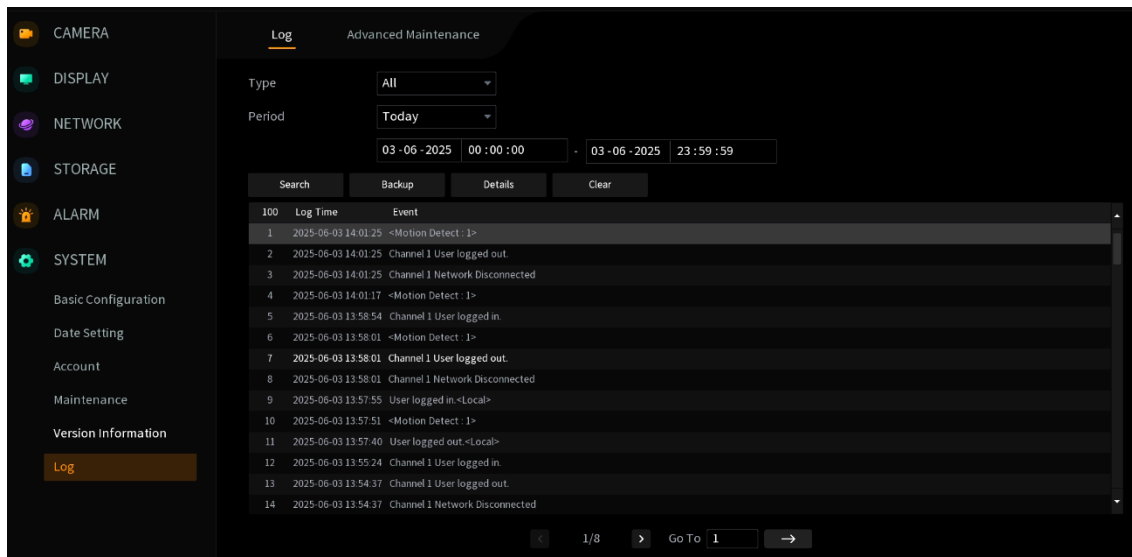 CAMERA
DISPLAY
NETWORK
STORAGE
ALARM
SYSTEM
Basic Configuration
Date Setting
Account
Maintenance
Version Information
Log
Log Advanced Maintenance
Type All
Period Today
03 - 06 - 2025 00 : 00 : 00 - 03 - 06 - 2025 23 : 59 : 59
Search Backup Details Clear
100 Log Time Event
1 2025-06-03 14:01:25 <Motion Detect : 1>
2 2025-06-03 14:01:25 Channel 1 User logged out.
3 2025-06-03 14:01:25 Channel 1 Network Disconnected
4 2025-06-03 14:01:17 <Motion Detect : 1>
5 2025-06-03 13:58:54 Channel 1 User logged in.
6 2025-06-03 13:58:01 <Motion Detect : 1>
7 2025-06-03 13:58:01 Channel 1 User logged out.
8 2025-06-03 13:58:01 Channel 1 Network Disconnected
9 2025-06-03 13:57:55 User logged in.<Local>
10 2025-06-03 13:57:51 <Motion Detect : 1>
11 2025-06-03 13:57:40 User logged out.<Local>
12 2025-06-03 13:55:24 Channel 1 User logged in.
13 2025-06-03 13:54:37 Channel 1 User logged out.
14 2025-06-03 13:54:37 Channel 1 Network Disconnected
< 1/8 > Go To 1 →